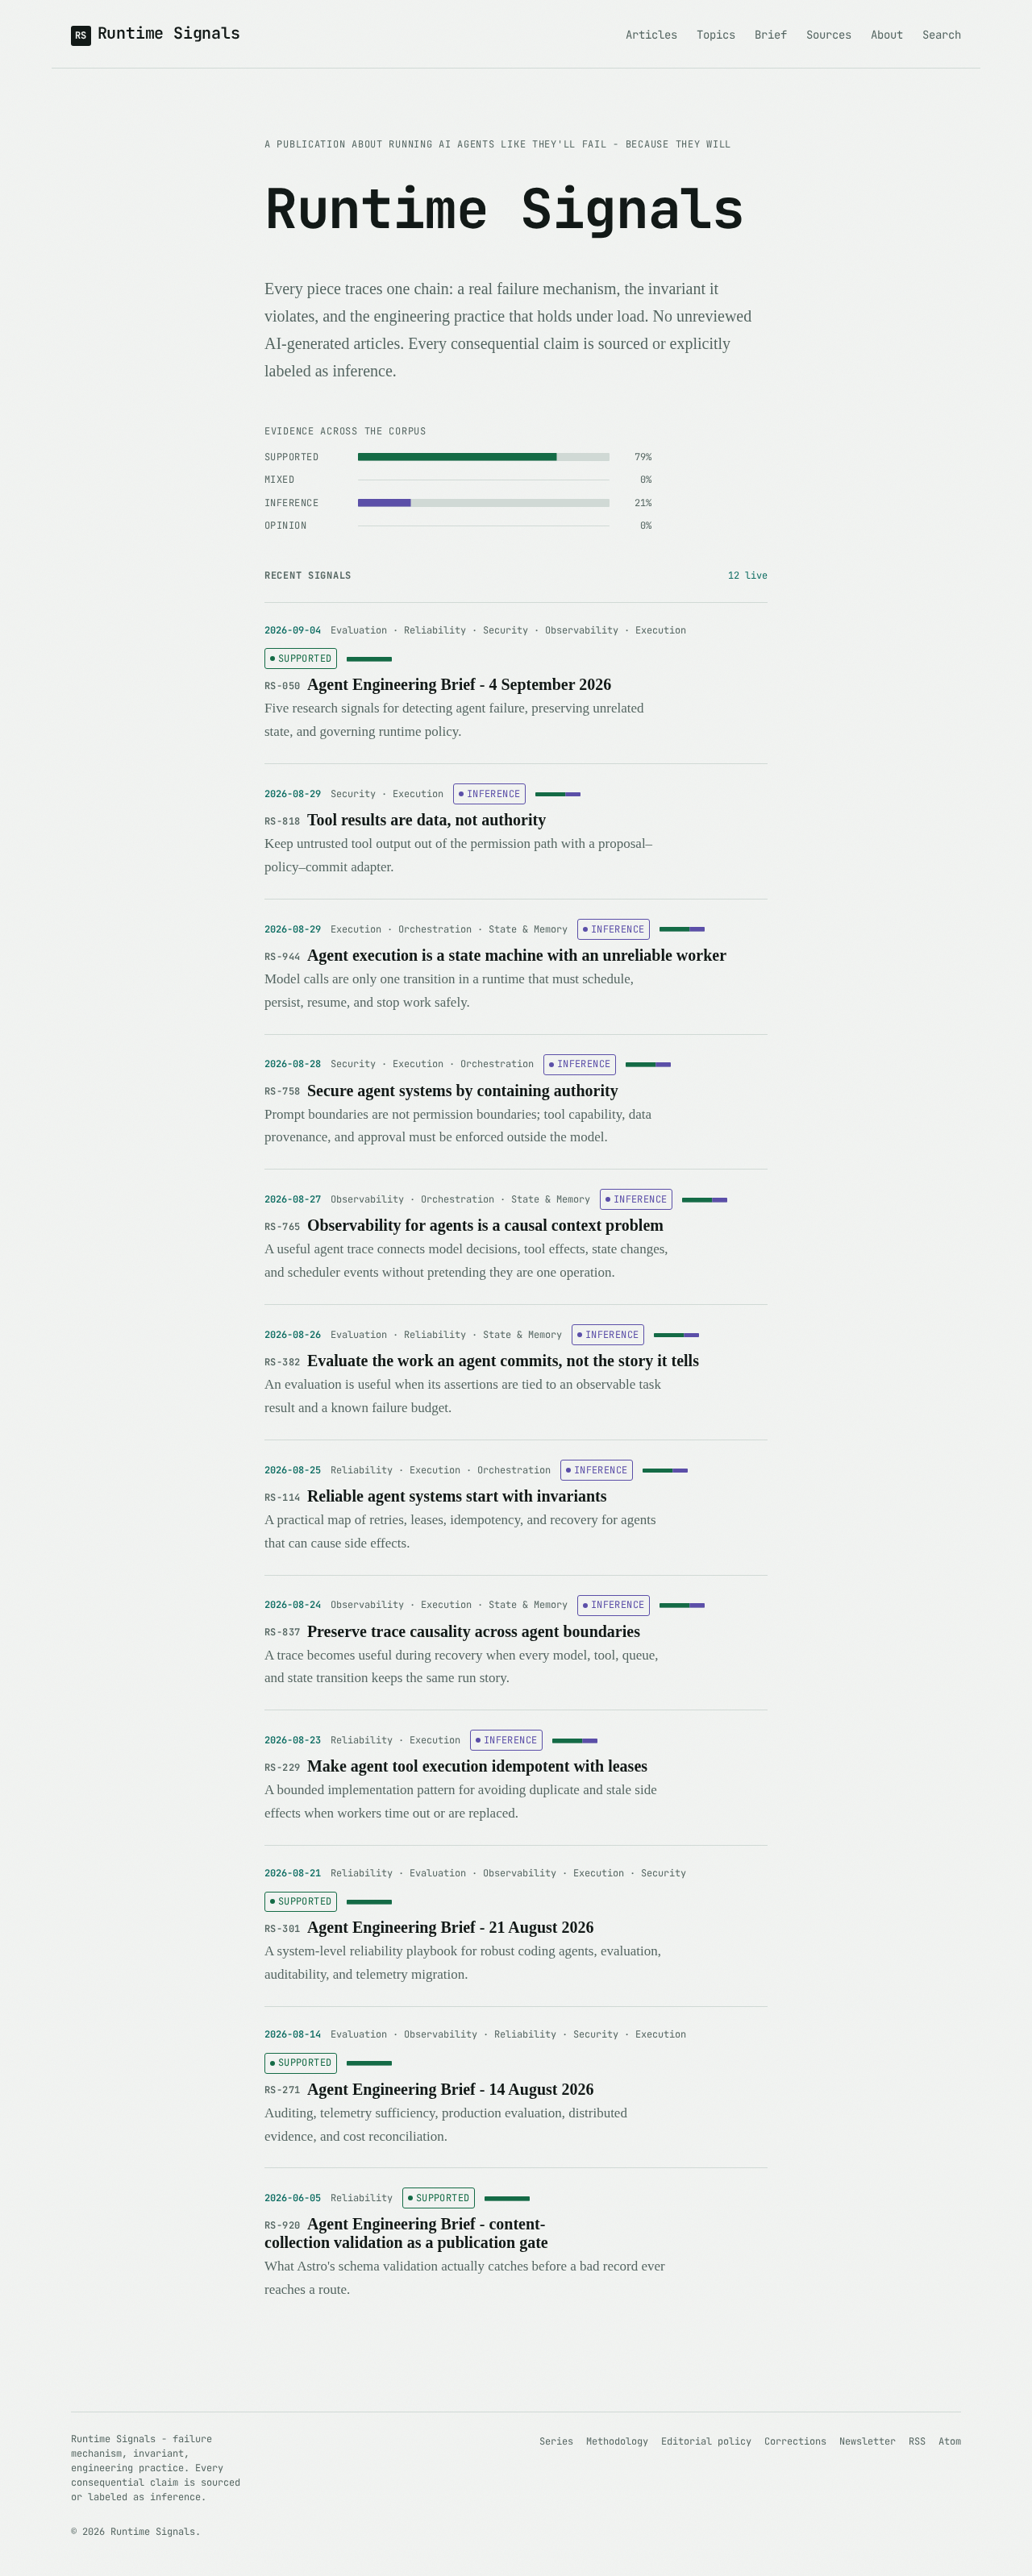 RS Runtime Signals
Articles Topics Brief Sources About Search
A PUBLICATION ABOUT RUNNING AI AGENTS LIKE THEY'LL FAIL - BECAUSE THEY WILL
Runtime Signals
Every piece traces one chain: a real failure mechanism, the invariant it
violates, and the engineering practice that holds under load. No unreviewed
AI-generated articles. Every consequential claim is sourced or explicitly
labeled as inference.
EVIDENCE ACROSS THE CORPUS
SUPPORTED 79%
MIXED 0%
INFERENCE 21%
OPINION 0%
RECENT SIGNALS 12 live
2026-09-04 Evaluation · Reliability · Security · Observability · Execution
SUPPORTED
RS-050 Agent Engineering Brief - 4 September 2026
Five research signals for detecting agent failure, preserving unrelated
state, and governing runtime policy.
2026-08-29 Security · Execution INFERENCE
RS-818 Tool results are data, not authority
Keep untrusted tool output out of the permission path with a proposal–
policy–commit adapter.
2026-08-29 Execution · Orchestration · State & Memory INFERENCE
RS-944 Agent execution is a state machine with an unreliable worker
Model calls are only one transition in a runtime that must schedule,
persist, resume, and stop work safely.
2026-08-28 Security · Execution · Orchestration INFERENCE
RS-758 Secure agent systems by containing authority
Prompt boundaries are not permission boundaries; tool capability, data
provenance, and approval must be enforced outside the model.
2026-08-27 Observability · Orchestration · State & Memory INFERENCE
RS-765 Observability for agents is a causal context problem
A useful agent trace connects model decisions, tool effects, state changes,
and scheduler events without pretending they are one operation.
2026-08-26 Evaluation · Reliability · State & Memory INFERENCE
RS-382 Evaluate the work an agent commits, not the story it tells
An evaluation is useful when its assertions are tied to an observable task
result and a known failure budget.
2026-08-25 Reliability · Execution · Orchestration INFERENCE
RS-114 Reliable agent systems start with invariants
A practical map of retries, leases, idempotency, and recovery for agents
that can cause side effects.
2026-08-24 Observability · Execution · State & Memory INFERENCE
RS-837 Preserve trace causality across agent boundaries
A trace becomes useful during recovery when every model, tool, queue,
and state transition keeps the same run story.
2026-08-23 Reliability · Execution INFERENCE
RS-229 Make agent tool execution idempotent with leases
A bounded implementation pattern for avoiding duplicate and stale side
effects when workers time out or are replaced.
2026-08-21 Reliability · Evaluation · Observability · Execution · Security
SUPPORTED
RS-301 Agent Engineering Brief - 21 August 2026
A system-level reliability playbook for robust coding agents, evaluation,
auditability, and telemetry migration.
2026-08-14 Evaluation · Observability · Reliability · Security · Execution
SUPPORTED
RS-271 Agent Engineering Brief - 14 August 2026
Auditing, telemetry sufficiency, production evaluation, distributed
evidence, and cost reconciliation.
2026-06-05 Reliability SUPPORTED
RS-920 Agent Engineering Brief - content-
collection validation as a publication gate
What Astro's schema validation actually catches before a bad record ever
reaches a route.
Runtime Signals - failure
mechanism, invariant,
engineering practice. Every
consequential claim is sourced
or labeled as inference.
Series Methodology Editorial policy Corrections Newsletter RSS Atom
© 2026 Runtime Signals.